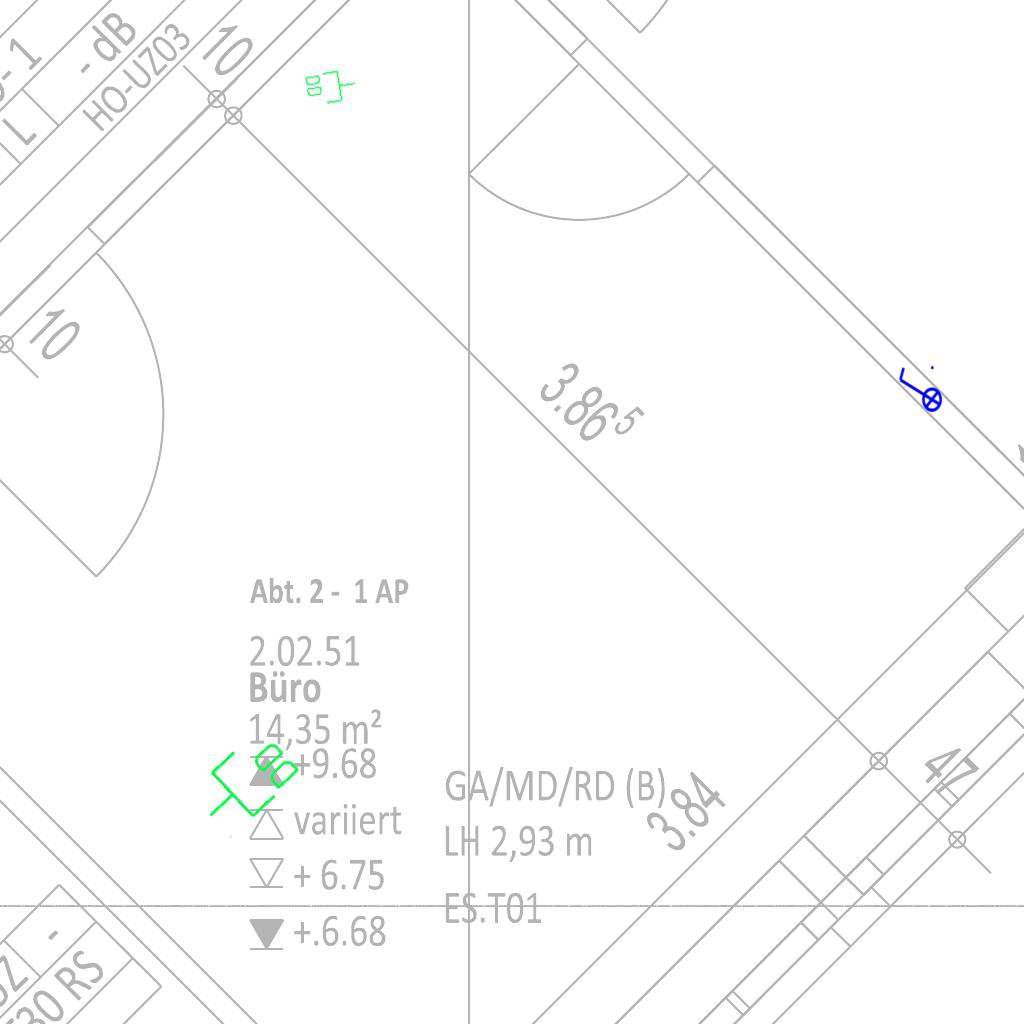 - dB
HO-UZ03
L
10
10
3.86⁵
Abt. 2 - 1 AP
2.02.51
Büro
14,35 m²
+9.68
variiert
+ 6.75
+.6.68
GA/MD/RD (B)
LH 2,93 m
ES.T01
3.84
47
-